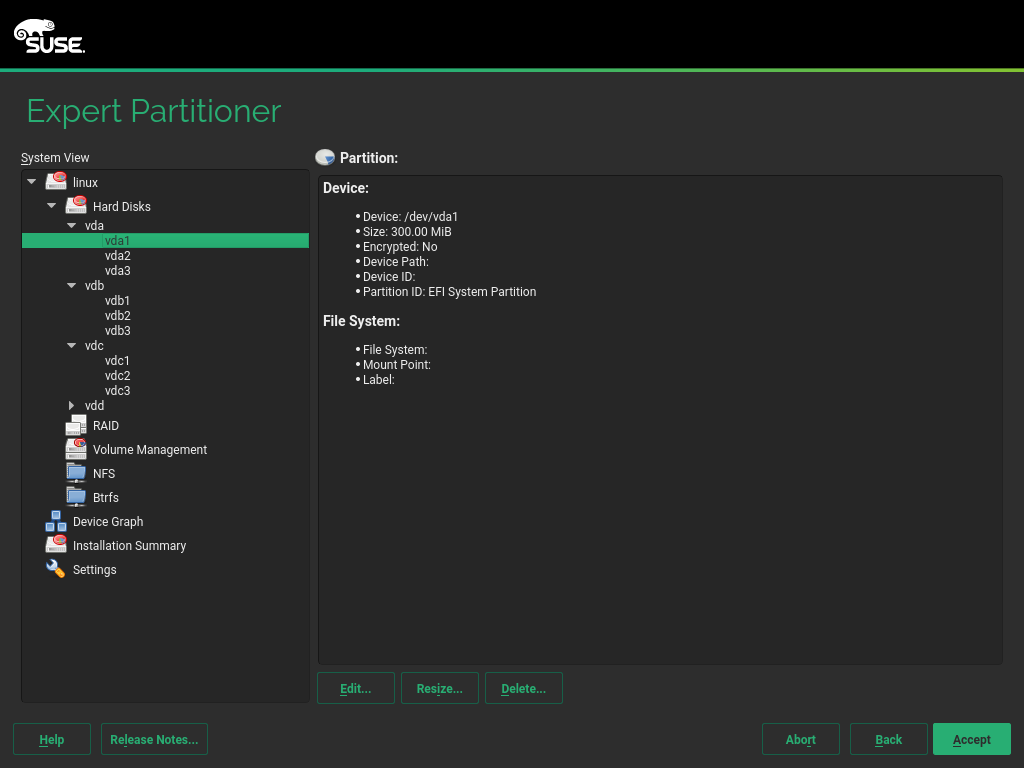 SUSE.
Expert Partitioner
System View
linux
Hard Disks
vda
vda1
vda2
vda3
vdb
vdb1
vdb2
vdb3
vdc
vdc1
vdc2
vdc3
vdd
RAID
Volume Management
NFS
Btrfs
Device Graph
Installation Summary
Settings
Partition:
Device:
• Device: /dev/vda1
• Size: 300.00 MiB
• Encrypted: No
• Device Path:
• Device ID:
• Partition ID: EFI System Partition
File System:
• File System:
• Mount Point:
• Label:
Edit... Resize... Delete...
Help Release Notes... Abort Back Accept